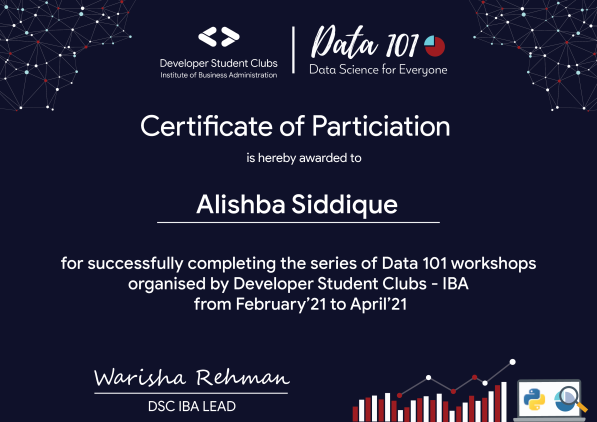 Developer Student Clubs
Institute of Business Administration
Data 101
Data Science for Everyone
Certificate of Particiation
is hereby awarded to
Alishba Siddique
for successfully completing the series of Data 101 workshops
organised by Developer Student Clubs - IBA
from February'21 to April'21
Warisha Rehman
DSC IBA LEAD